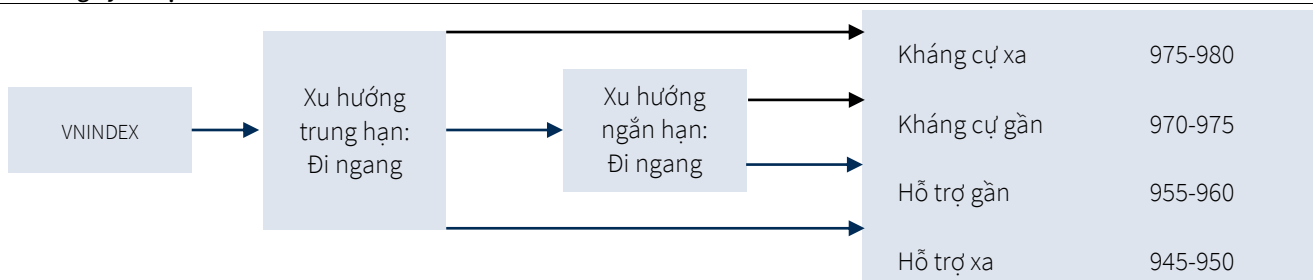 VNINDEX
Xu hướng
trung hạn:
Đi ngang
Xu hướng
ngắn hạn:
Đi ngang
Kháng cự xa 975-980
Kháng cự gần 970-975
Hỗ trợ gần 955-960
Hỗ trợ xa 945-950